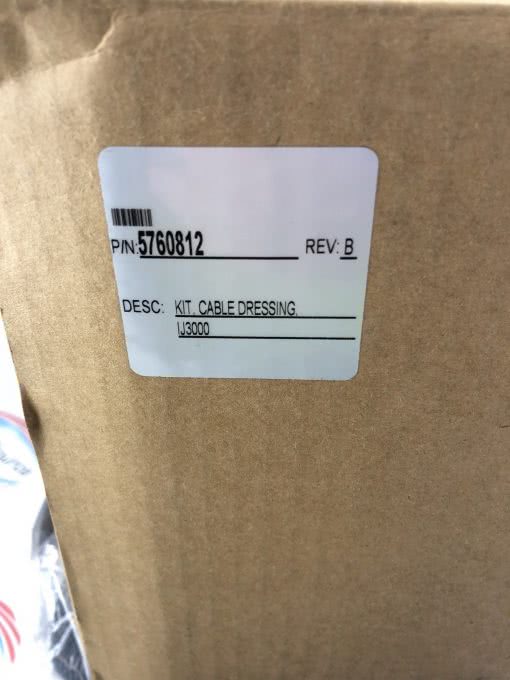 P/N: 5760812 REV: B
DESC: KIT, CABLE DRESSING,
IJ3000